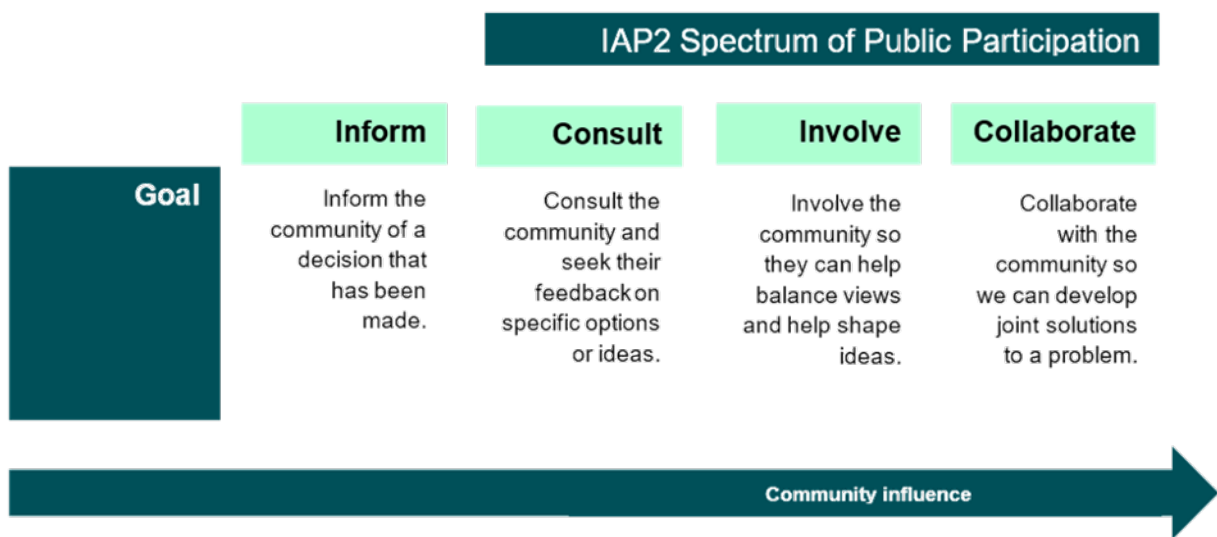 IAP2 Spectrum of Public Participation
Inform
Consult
Involve
Collaborate
Goal
Inform the
community of a
decision that
has been
made.
Consult the
community and
seek their
feedback on
specific options
or ideas.
Involve the
community so
they can help
balance views
and help shape
ideas.
Collaborate
with the
community so
we can develop
joint solutions
to a problem.
Community influence